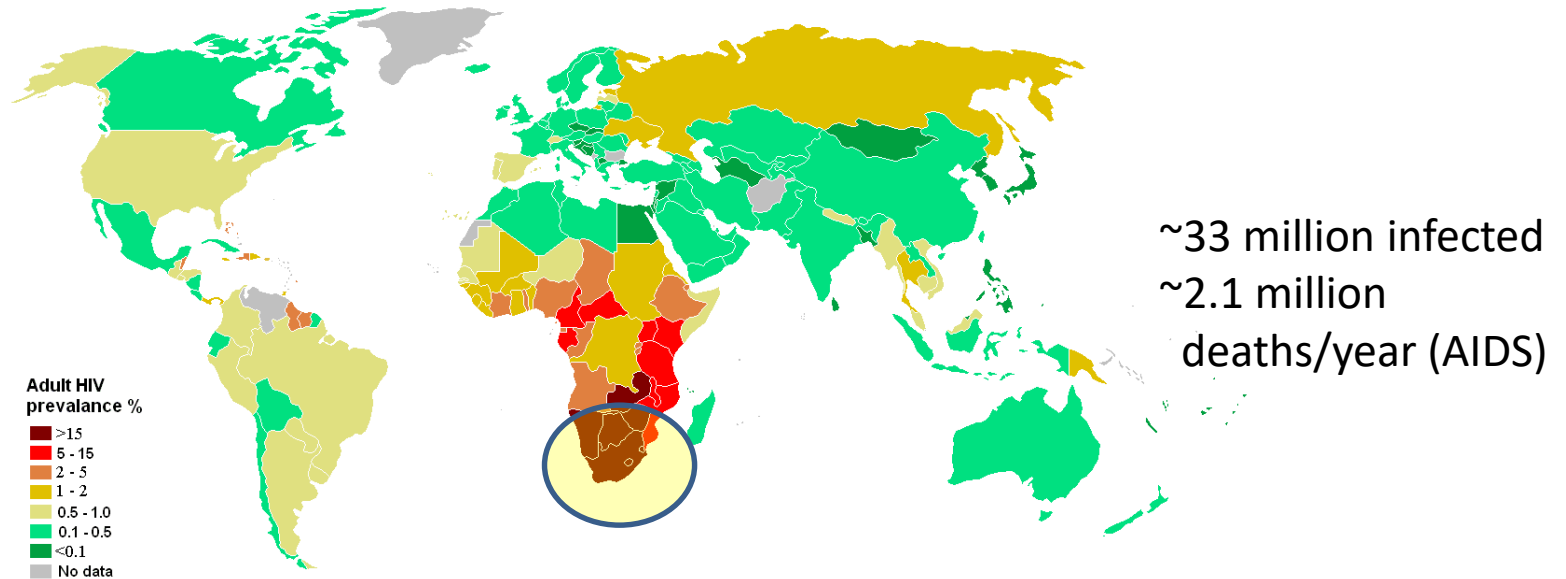 ~33 million infected
~2.1 million
deaths/year (AIDS)
Adult HIV
prevalance %
>15
5 - 15
2 - 5
1 - 2
0.5 - 1.0
0.1 - 0.5
<0.1
No data